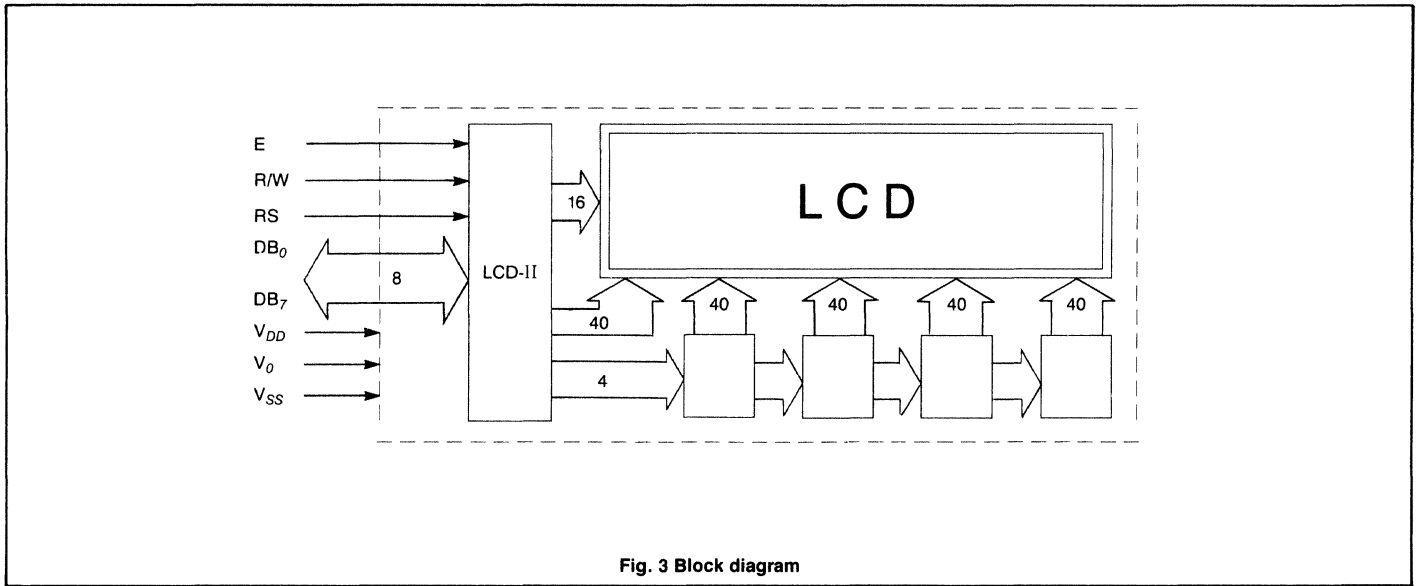 E
R/W
RS
DB0
DB7
VDD
V0
VSS
8
LCD-II
16
40
4
LCD
40
40
40
40
Fig. 3 Block diagram